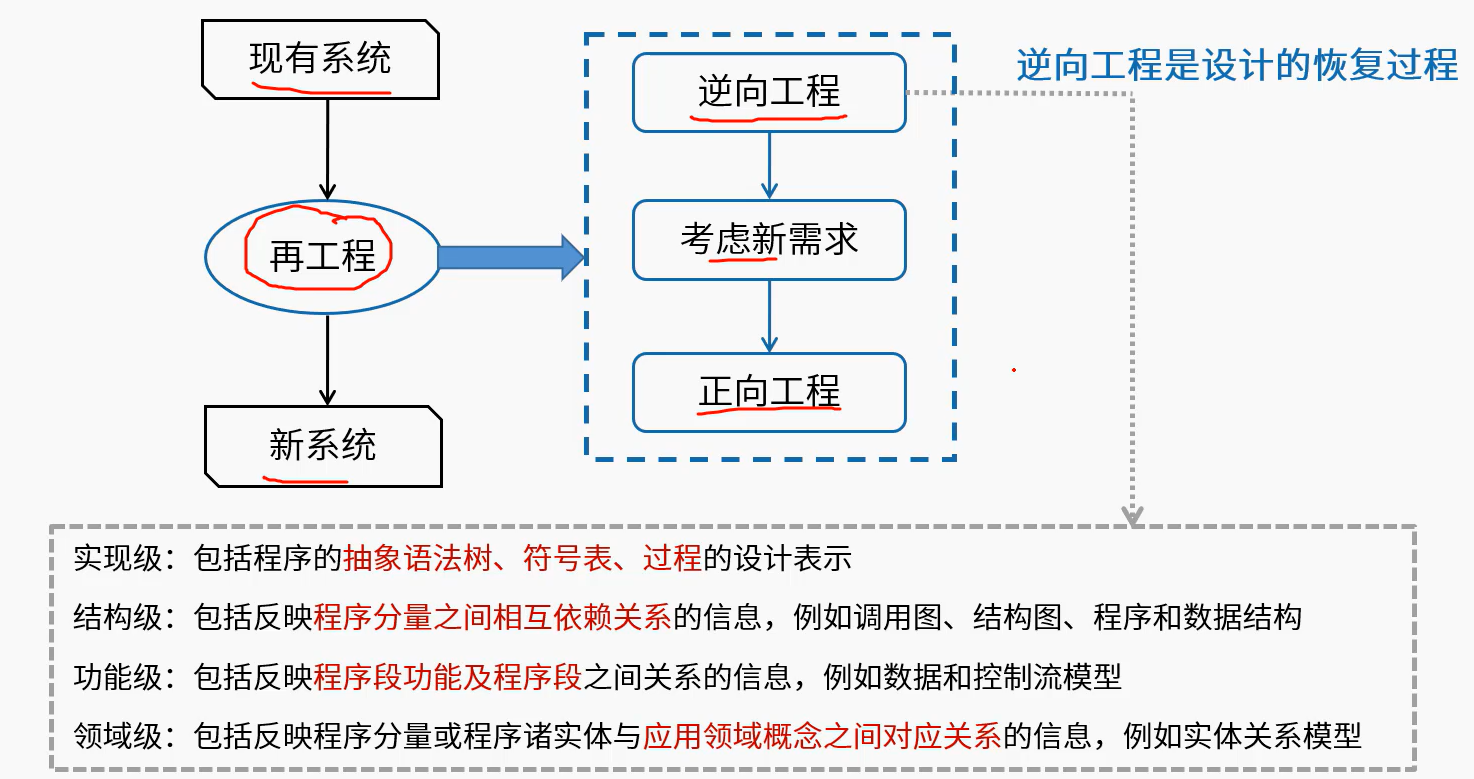 现有系统
再工程
新系统
逆向工程
考虑新需求
正向工程
逆向工程是设计的恢复过程
实现级：包括程序的抽象语法树、符号表、过程的设计表示
结构级：包括反映程序分量之间相互依赖关系的信息，例如调用图、结构图、程序和数据结构
功能级：包括反映程序段功能及程序段之间关系的信息，例如数据和控制流模型
领域级：包括反映程序分量或程序诸实体与应用领域概念之间对应关系的信息，例如实体关系模型